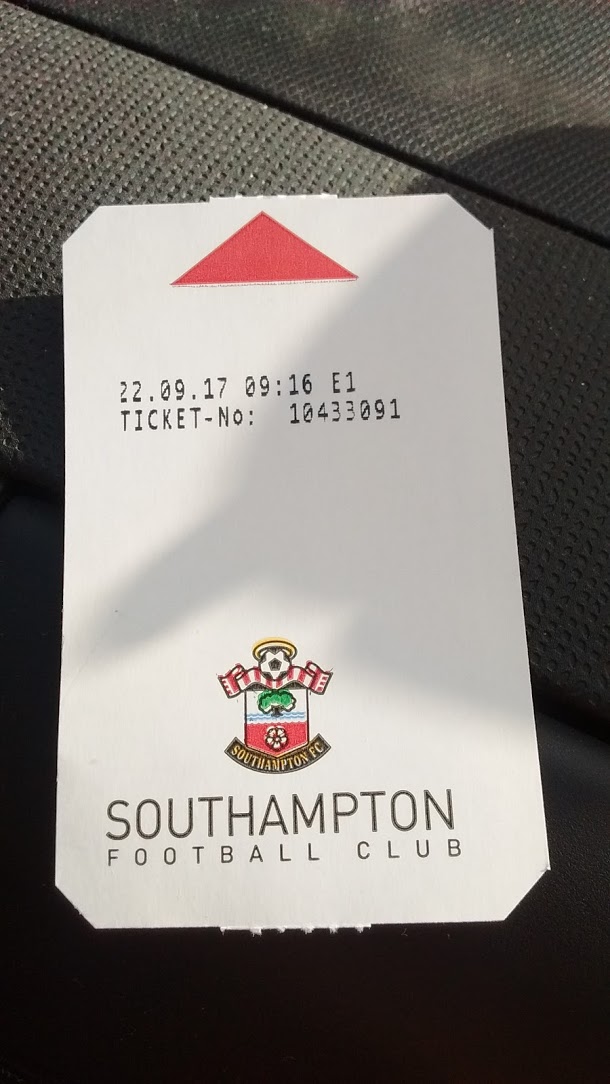 22.09.17 09:16 E1
TICKET-No: 10433091
SOUTHAMPTON FC
SOUTHAMPTON
FOOTBALL CLUB